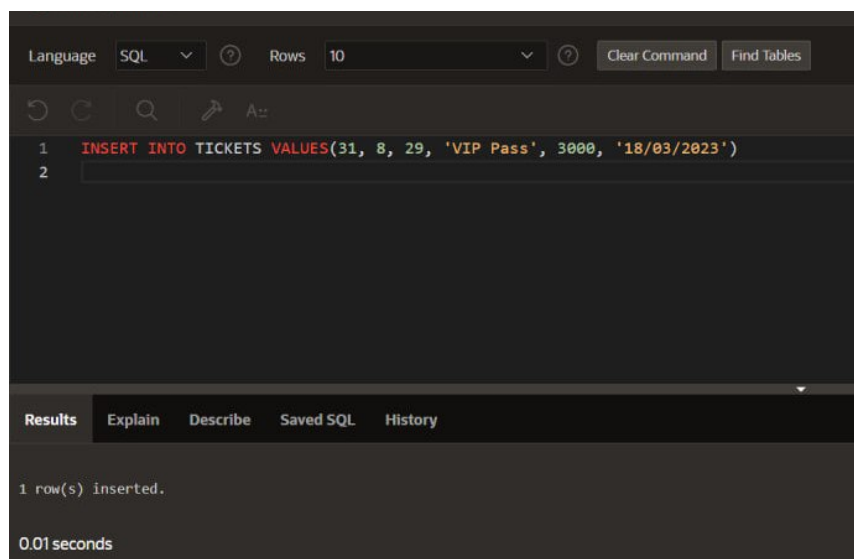 Language SQL Rows 10 Clear Command Find Tables
1 INSERT INTO TICKETS VALUES(31, 8, 29, 'VIP Pass', 3000, '18/03/2023')
2
Results Explain Describe Saved SQL History
1 row(s) inserted.
0.01 seconds